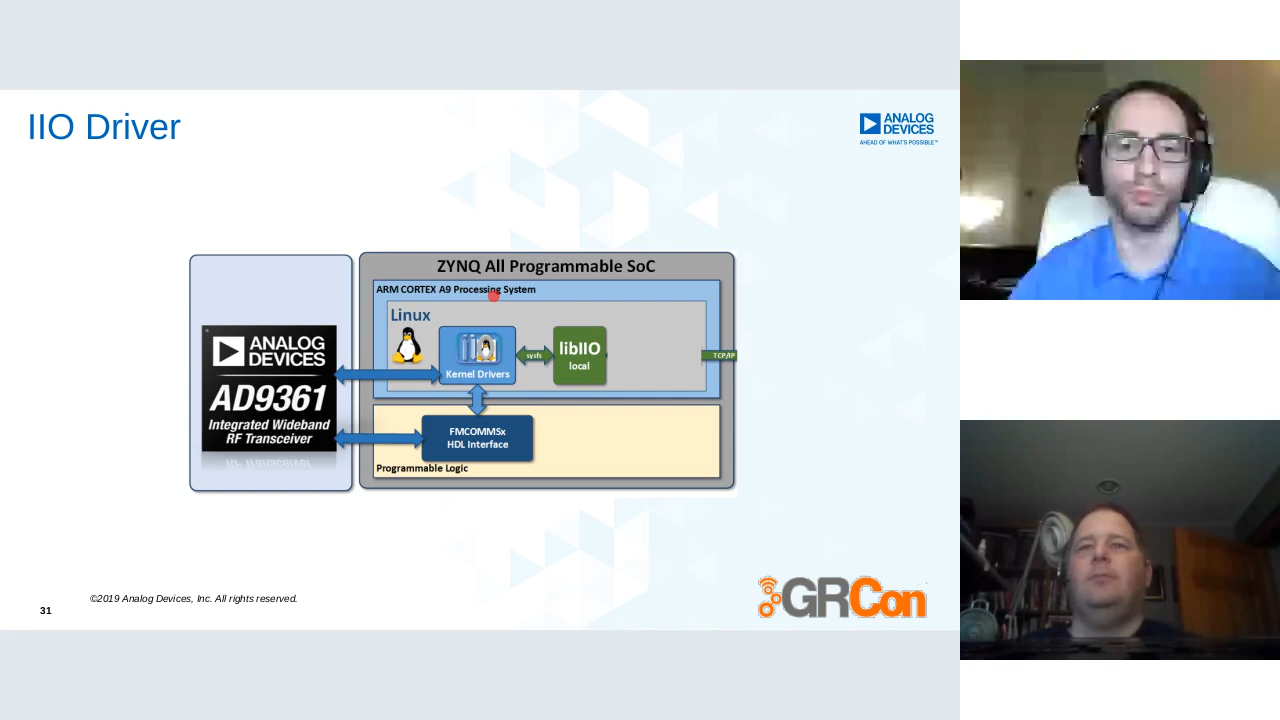 IIO Driver
ANALOG
DEVICES
AHEAD OF WHAT'S POSSIBLE™
ZYNQ All Programmable SoC
ARM CORTEX A9 Processing System
Linux
iio
Kernel Drivers
sysfs
libIIO
local
TCP/IP
ANALOG
DEVICES
AD9361
Integrated Wideband
RF Transceiver
FMCOMMSx
HDL Interface
Programmable Logic
©2019 Analog Devices, Inc. All rights reserved.
31
GRCon